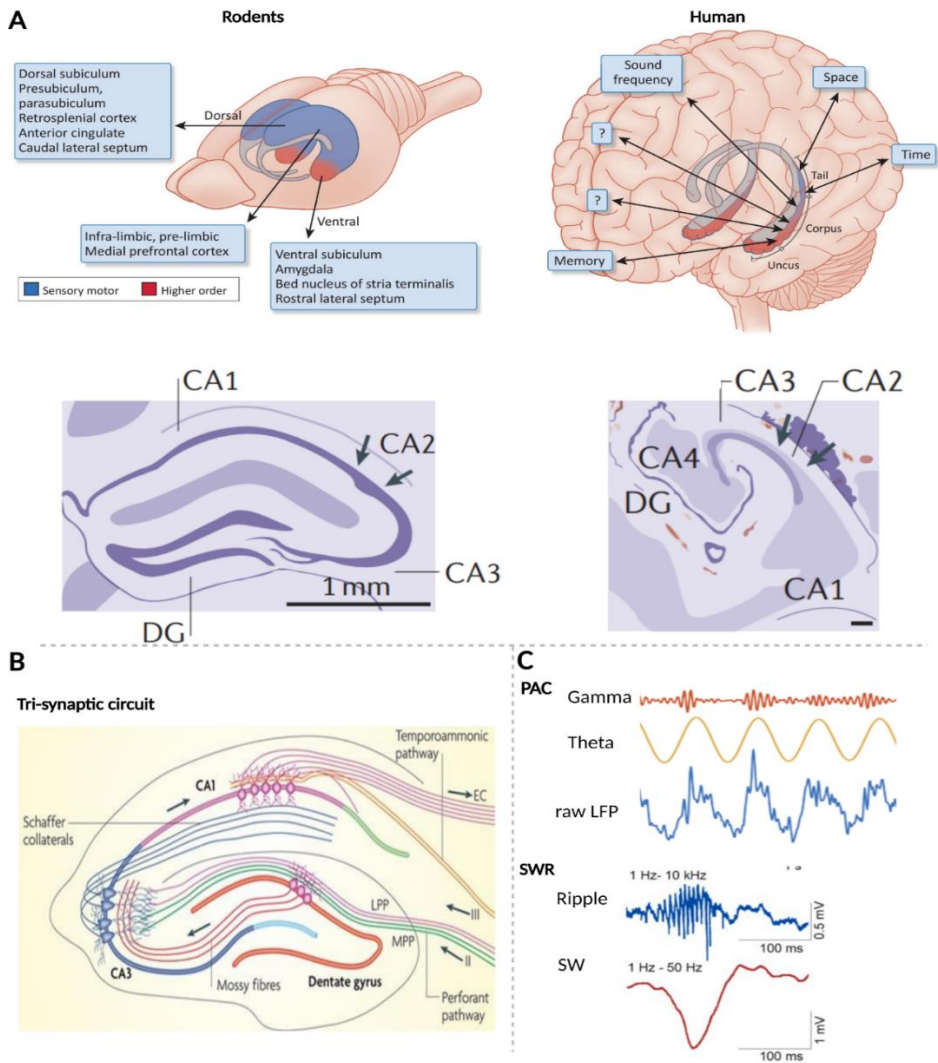 A
Rodents
Human
Dorsal subiculum
Presubiculum,
parasubiculum
Retrosplenial cortex
Anterior cingulate
Caudal lateral septum
Dorsal
Ventral
Infra-limbic, pre-limbic
Medial prefrontal cortex
Ventral subiculum
Amygdala
Bed nucleus of stria terminalis
Rostral lateral septum
Sensory motor
Higher order
Sound
frequency
Space
?
Time
?
Tail
Corpus
Memory
Uncus
CA1
CA2
CA3
1 mm
DG
CA3
CA2
CA4
DG
CA1
B
Tri-synaptic circuit
Temporoammonic
pathway
CA1
EC
Schaffer
collaterals
LPP
III
MPP
II
CA3
Mossy fibres
Dentate gyrus
Perforant
pathway
C
PAC
Gamma
Theta
raw LFP
SWR
1 Hz- 10 kHz
Ripple
0.5 mV
100 ms
SW
1 Hz - 50 Hz
1 mV
100 ms